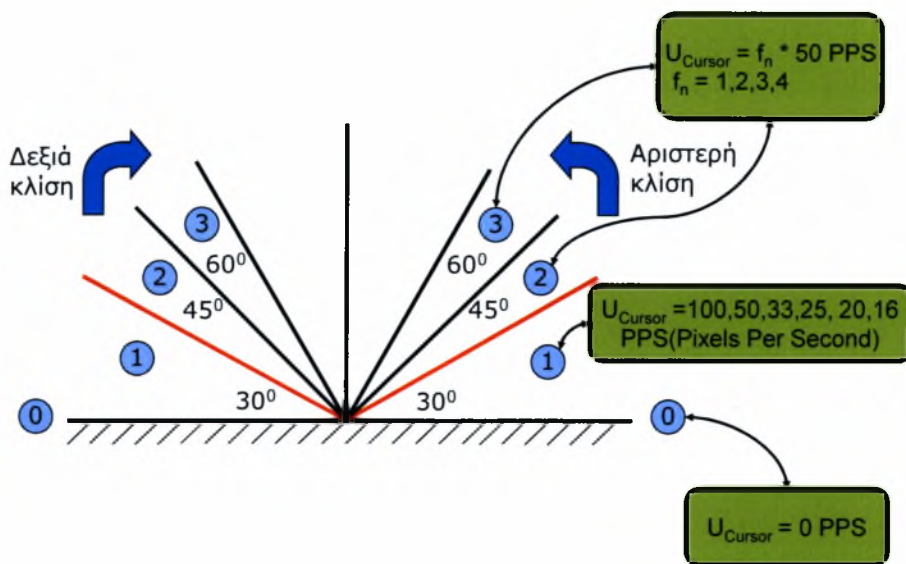 U_Cursor = f_n * 50 PPS
f_n = 1,2,3,4
Δεξιά
κλίση
Αριστερή
κλίση
3
3
60⁰
60⁰
2
2
45⁰
45⁰
U_Cursor =100,50,33,25, 20,16
PPS(Pixels Per Second)
1
1
30⁰
30⁰
0
0
U_Cursor = 0 PPS